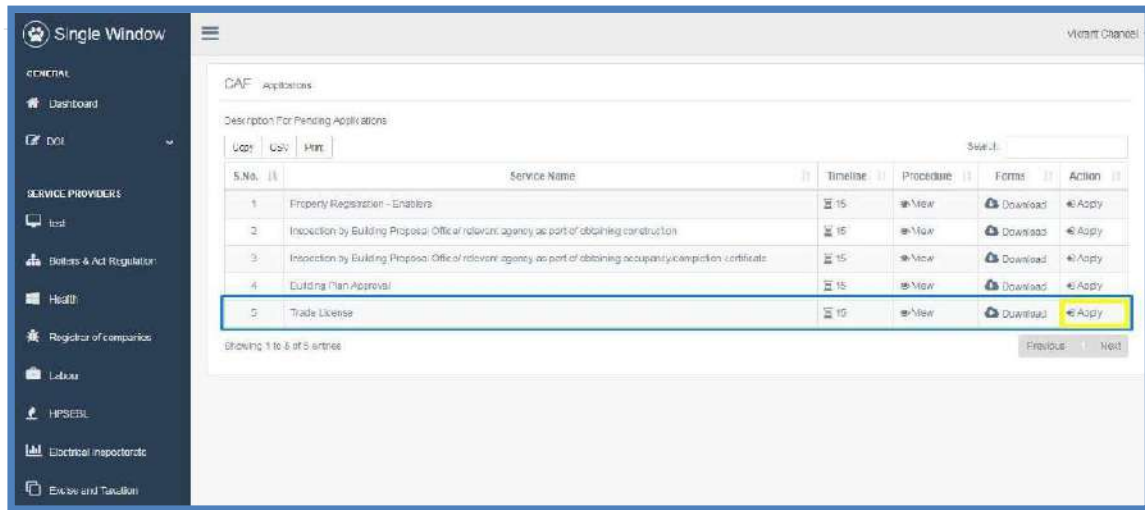 Single Window
Vikrant Chandel
GENERAL
Dashboard
DOI
SERVICE PROVIDERS
test
Boilers & Act Regulation
Health
Registrar of companies
Labour
HPSEBL
Electrical Inspectorate
Excise and Taxation
CAF Applications
Description For Pending Applications
Copy CSV Print
Search:
S.No. Service Name Timeline Procedure Forms Action
1 Property Registration - Enablers 15 View Download Apply
2 Inspection by Building Proposal Office/ relevant agency as part of obtaining construction 15 View Download Apply
3 Inspection by Building Proposal Office/ relevant agency as part of obtaining occupancy/completion certificate 15 View Download Apply
4 Building Plan Approval 15 View Download Apply
5 Trade License 15 View Download Apply
Showing 1 to 5 of 5 entries
Previous 1 Next